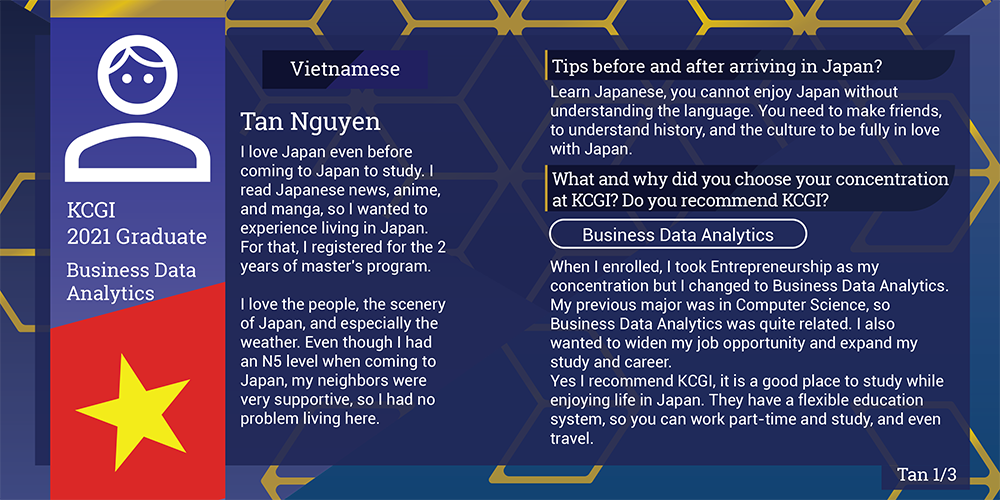 KCGI
2021 Graduate
Business Data
Analytics
Vietnamese
Tan Nguyen
I love Japan even before
coming to Japan to study. I
read Japanese news, anime,
and manga, so I wanted to
experience living in Japan.
For that, I registered for the 2
years of master's program.
I love the people, the scenery
of Japan, and especially the
weather. Even though I had
an N5 level when coming to
Japan, my neighbors were
very supportive, so I had no
problem living here.
Tips before and after arriving in Japan?
Learn Japanese, you cannot enjoy Japan without
understanding the language. You need to make friends,
to understand history, and the culture to be fully in love
with Japan.
What and why did you choose your concentration
at KCGI? Do you recommend KCGI?
Business Data Analytics
When I enrolled, I took Entrepreneurship as my
concentration but I changed to Business Data Analytics.
My previous major was in Computer Science, so
Business Data Analytics was quite related. I also
wanted to widen my job opportunity and expand my
study and career.
Yes I recommend KCGI, it is a good place to study while
enjoying life in Japan. They have a flexible education
system, so you can work part-time and study, and even
travel.
Tan 1/3